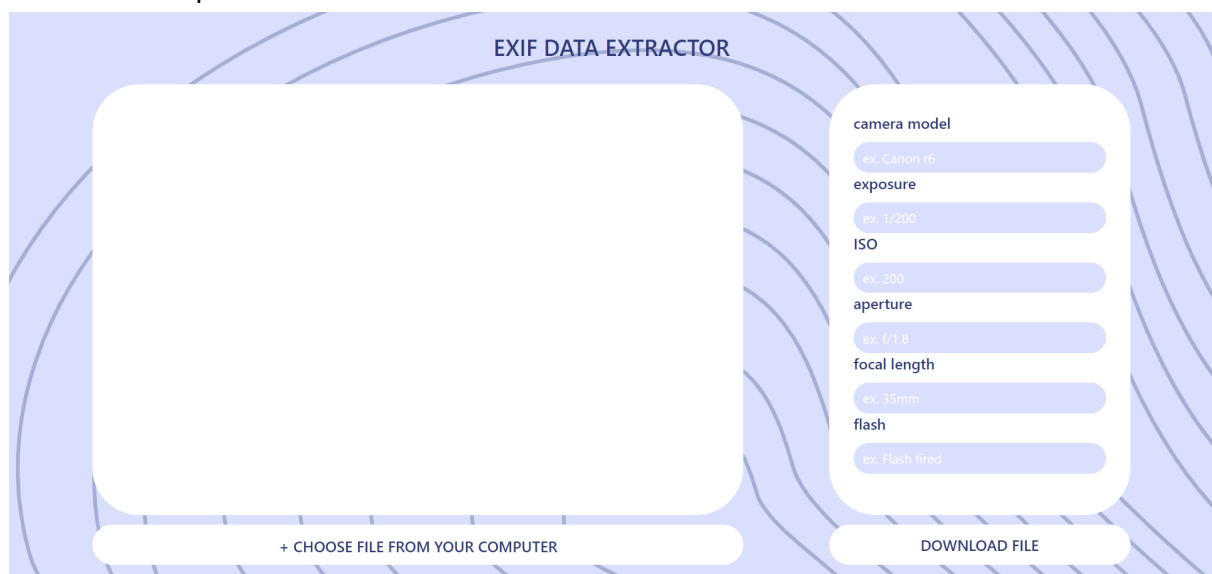 EXIF DATA EXTRACTOR
camera model
ex. Canon r6
exposure
ex. 1/200
ISO
ex. 200
aperture
ex. f/1.8
focal length
ex. 35mm
flash
ex. Flash fired
+ CHOOSE FILE FROM YOUR COMPUTER
DOWNLOAD FILE